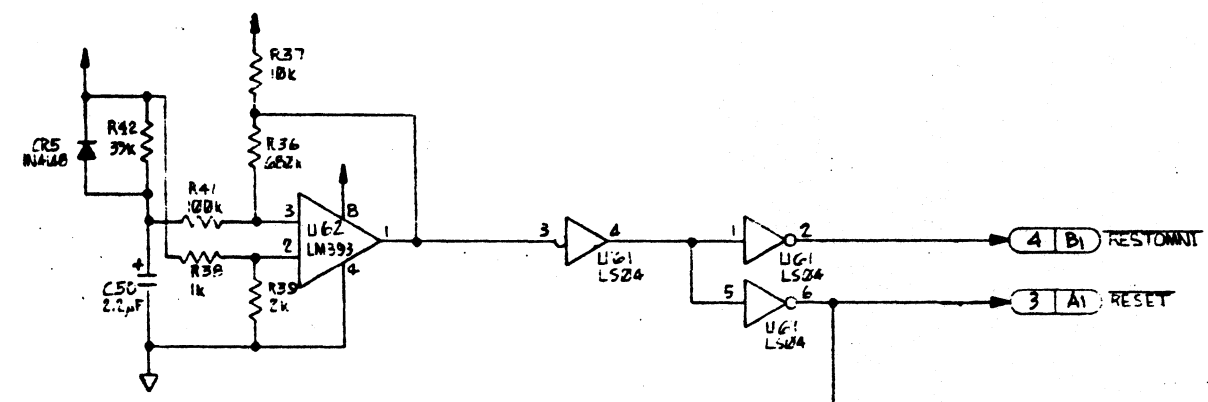 R37
10k
R42
39k
CR5
1N4148
R36
682k
R41
100k
3
8
U62
LM393
1
2
4
R38
1k
R39
2k
+
C50
2.2µF
3
4
U61
LS04
1
2
U61
LS04
4 B1 RESTOMNT
5
6
U61
LS04
3 A1 RESET